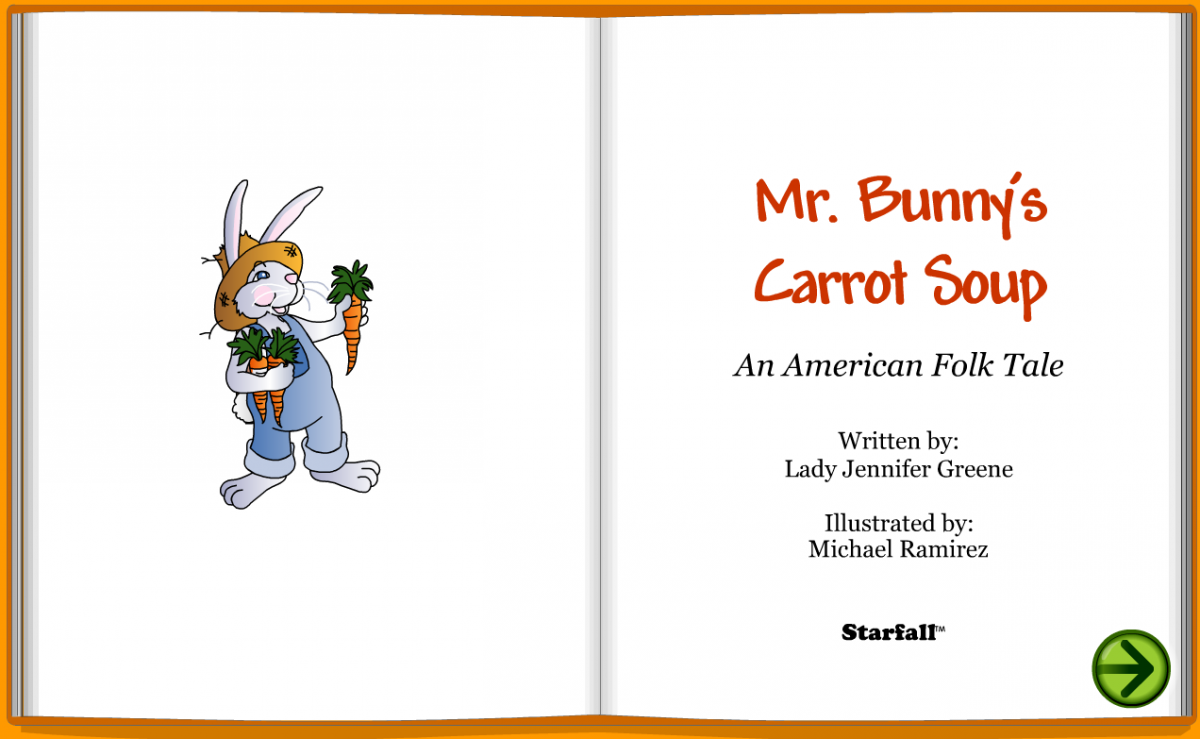 Mr. Bunny's
Carrot Soup
An American Folk Tale
Written by:
Lady Jennifer Greene
Illustrated by:
Michael Ramirez
Starfall™